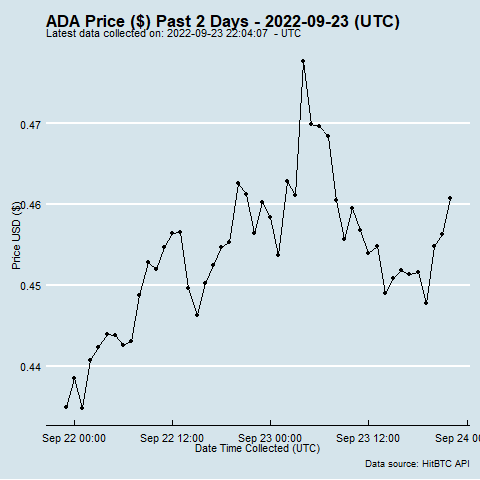 ADA Price ($) Past 2 Days - 2022-09-23 (UTC)
Latest data collected on: 2022-09-23 22:04:07 - UTC
0.47
0.46
0.45
0.44
Price USD ($)
Sep 22 00:00
Sep 22 12:00
Sep 23 00:00
Sep 23 12:00
Sep 24 0
Date Time Collected (UTC)
Data source: HitBTC API